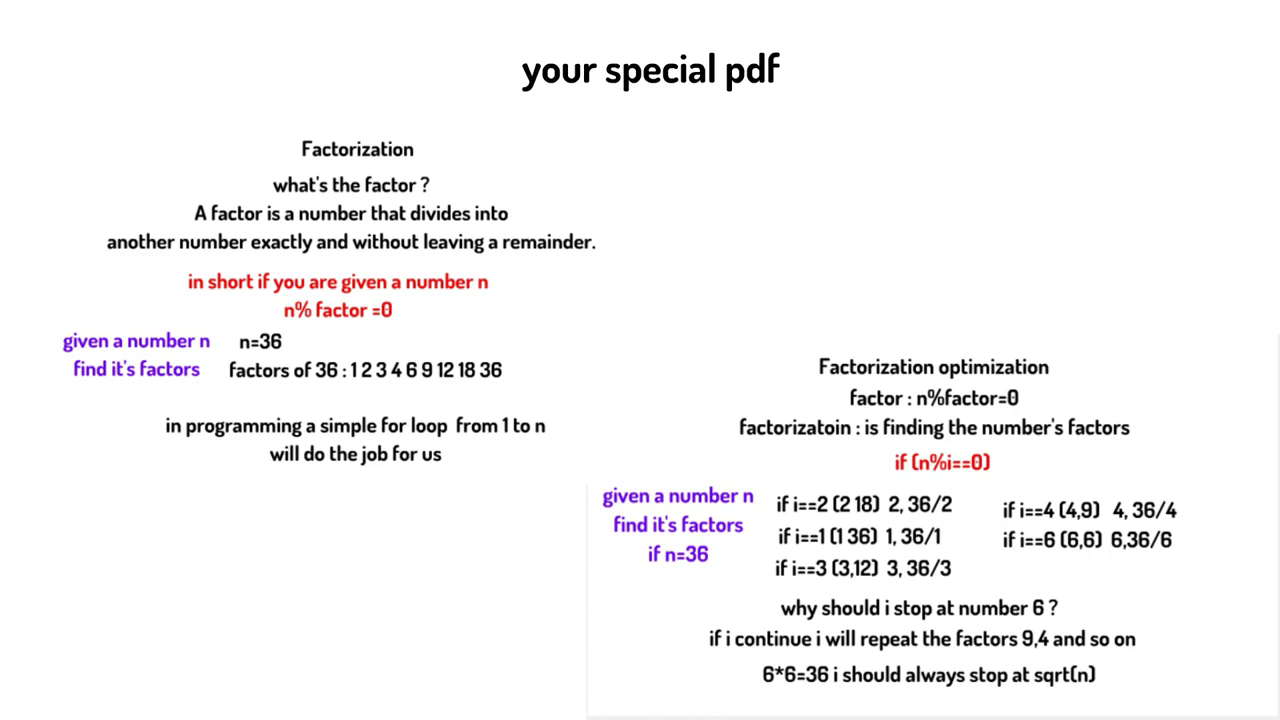 your special pdf
Factorization
what's the factor ?
A factor is a number that divides into
another number exactly and without leaving a remainder.
in short if you are given a number n
n% factor =0
given a number n
find it's factors
n=36
factors of 36 : 1 2 3 4 6 9 12 18 36
in programming a simple for loop from 1 to n
will do the job for us
Factorization optimization
factor : n%factor=0
factorizatoin : is finding the number's factors
if (n%i==0)
given a number n
find it's factors
if n=36
if i==2 (2 18) 2, 36/2
if i==1 (1 36) 1, 36/1
if i==3 (3,12) 3, 36/3
if i==4 (4,9) 4, 36/4
if i==6 (6,6) 6,36/6
why should i stop at number 6 ?
if i continue i will repeat the factors 9,4 and so on
6*6=36 i should always stop at sqrt(n)